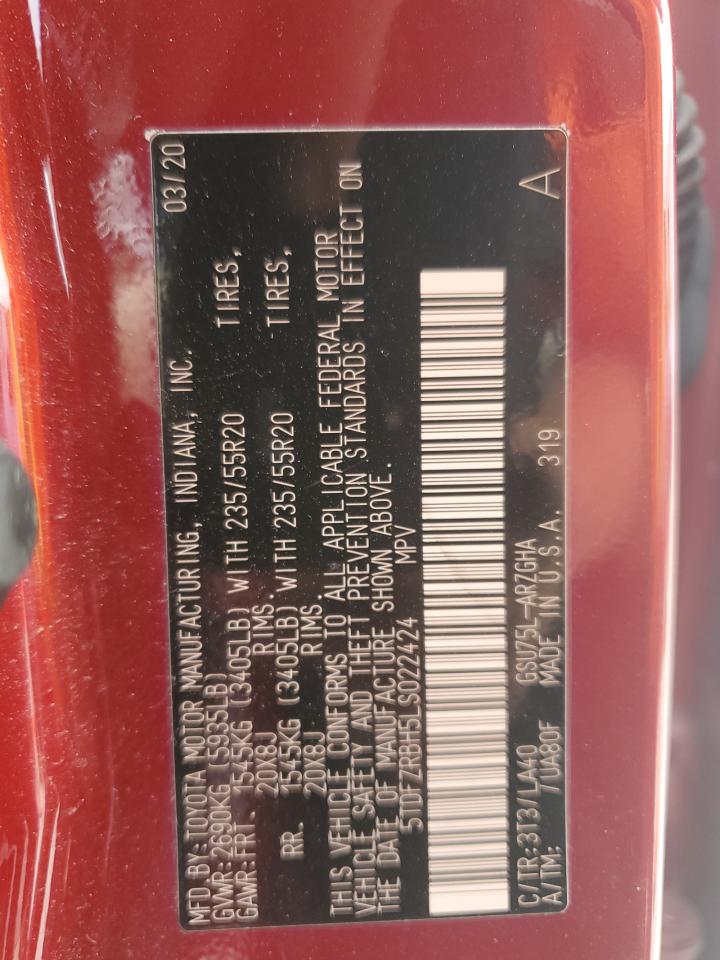 MFD BY: TOYOTA MOTOR MANUFACTURING, INDIANA, INC. 03/20
GVWR: 2690KG (5935LB)
GAWR: FRT. 1545KG (3405LB) WITH 235/55R20 TIRES,
20X8J RIMS.
RR. 1545KG (3405LB) WITH 235/55R20 TIRES,
20X8J RIMS.
THIS VEHICLE CONFORMS TO ALL APPLICABLE FEDERAL MOTOR
VEHICLE SAFETY AND THEFT PREVENTION STANDARDS IN EFFECT ON
THE DATE OF MANUFACTURE SHOWN ABOVE.
5TDFZRBH5LS022424 MPV
C/TR:3T3/LA40 GSU75L-ARZGHA A
A/TM: /UA80F MADE IN U.S.A. 319